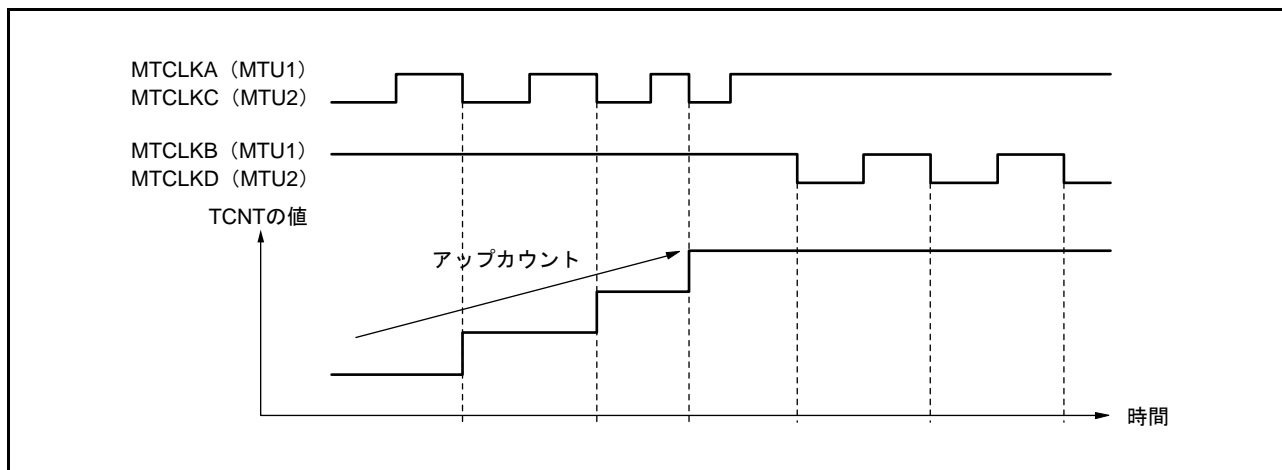 MTCLKA（MTU1）
MTCLKC（MTU2）
MTCLKB（MTU1）
MTCLKD（MTU2）
TCNTの値
アップカウント
時間